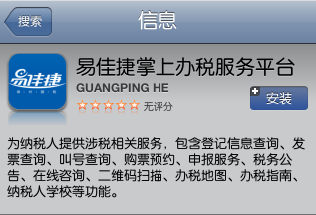 搜索
信息
易佳捷
易佳捷掌上办税服务平台
GUANGPING HE
无评分
安装
为纳税人提供涉税相关服务，包含登记信息查询、发
票查询、叫号查询、购票预约、申报服务、税务公
告、在线咨询、二维码扫描、办税地图、办税指南、
纳税人学校等功能。